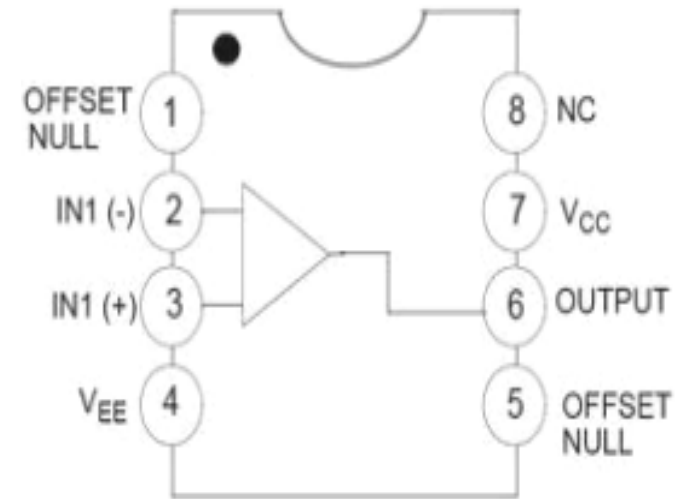 OFFSET
NULL
1
IN1 (-)
2
IN1 (+)
3
VEE
4
8
NC
7
VCC
6
OUTPUT
5
OFFSET
NULL